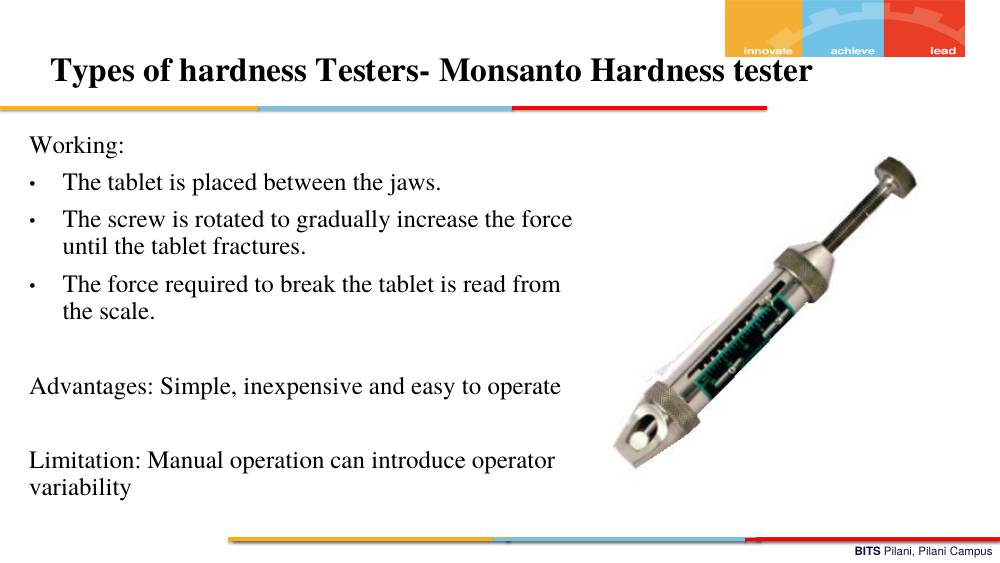 innovate achieve lead
Types of hardness Testers- Monsanto Hardness tester
Working:
• The tablet is placed between the jaws.
• The screw is rotated to gradually increase the force
until the tablet fractures.
• The force required to break the tablet is read from
the scale.
Advantages: Simple, inexpensive and easy to operate
Limitation: Manual operation can introduce operator
variability
BITS Pilani, Pilani Campus